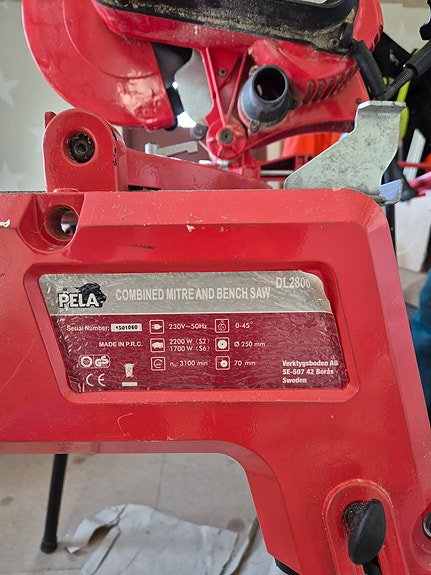 PELA
COMBINED MITRE AND BENCH SAW
DL2800
Serial Number: 1501060
MADE IN P.R.C.
230V~50Hz
0-45°
2200 W (S2)
1700 W (S6)
Ø 250 mm
n₀: 3100 min⁻¹
70 mm
GS
CE
Verktygsboden AB
SE-507 42 Borås
Sweden